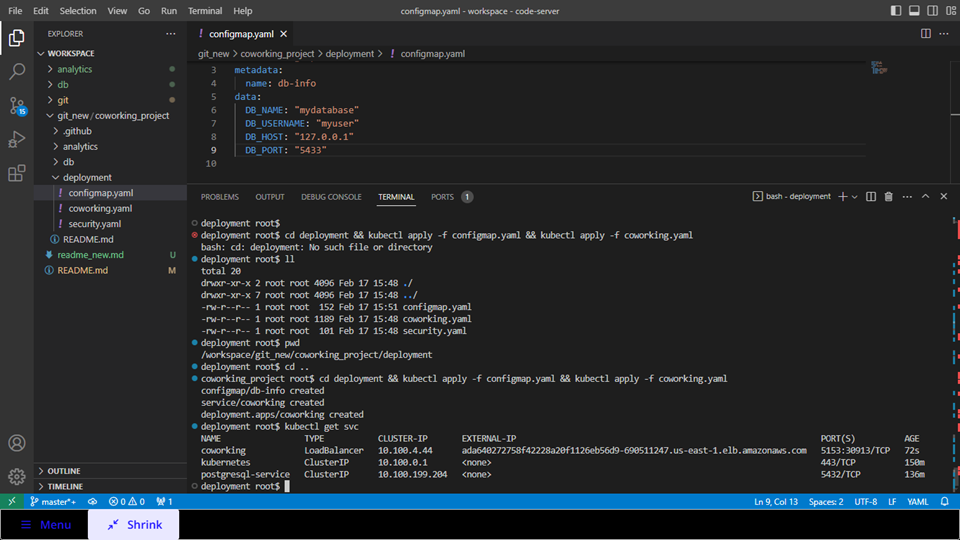 File Edit Selection View Go Run Terminal Help configmap.yaml - workspace - code-server
EXPLORER
WORKSPACE
analytics
db
git
git_new / coworking_project
.github
analytics
db
deployment
! configmap.yaml
! coworking.yaml
! security.yaml
README.md
readme_new.md U
README.md M
OUTLINE
TIMELINE
15
! configmap.yaml
git_new > coworking_project > deployment > ! configmap.yaml
3 metadata:
4 name: db-info
5 data:
6 DB_NAME: "mydatabase"
7 DB_USERNAME: "myuser"
8 DB_HOST: "127.0.0.1"
9 DB_PORT: "5433"
10
PROBLEMS OUTPUT DEBUG CONSOLE TERMINAL PORTS 1 bash - deployment
deployment root$
deployment root$ cd deployment && kubectl apply -f configmap.yaml && kubectl apply -f coworking.yaml
bash: cd: deployment: No such file or directory
deployment root$ ll
total 20
drwxr-xr-x 2 root root 4096 Feb 17 15:48 ./
drwxr-xr-x 7 root root 4096 Feb 17 15:48 ../
-rw-r--r-- 1 root root 152 Feb 17 15:51 configmap.yaml
-rw-r--r-- 1 root root 1189 Feb 17 15:48 coworking.yaml
-rw-r--r-- 1 root root 101 Feb 17 15:48 security.yaml
deployment root$ pwd
/workspace/git_new/coworking_project/deployment
deployment root$ cd ..
coworking_project root$ cd deployment && kubectl apply -f configmap.yaml && kubectl apply -f coworking.yaml
configmap/db-info created
service/coworking created
deployment.apps/coworking created
deployment root$ kubectl get svc
NAME TYPE CLUSTER-IP EXTERNAL-IP PORT(S) AGE
coworking LoadBalancer 10.100.4.44 ada640272758f42228a20f1126eb56d9-690511247.us-east-1.elb.amazonaws.com 5153:30913/TCP 72s
kubernetes ClusterIP 10.100.0.1 <none> 443/TCP 150m
postgresql-service ClusterIP 10.100.199.204 <none> 5432/TCP 136m
deployment root$
master*+ 0 0 1 Ln 9, Col 13 Spaces: 2 UTF-8 LF YAML
Menu Shrink